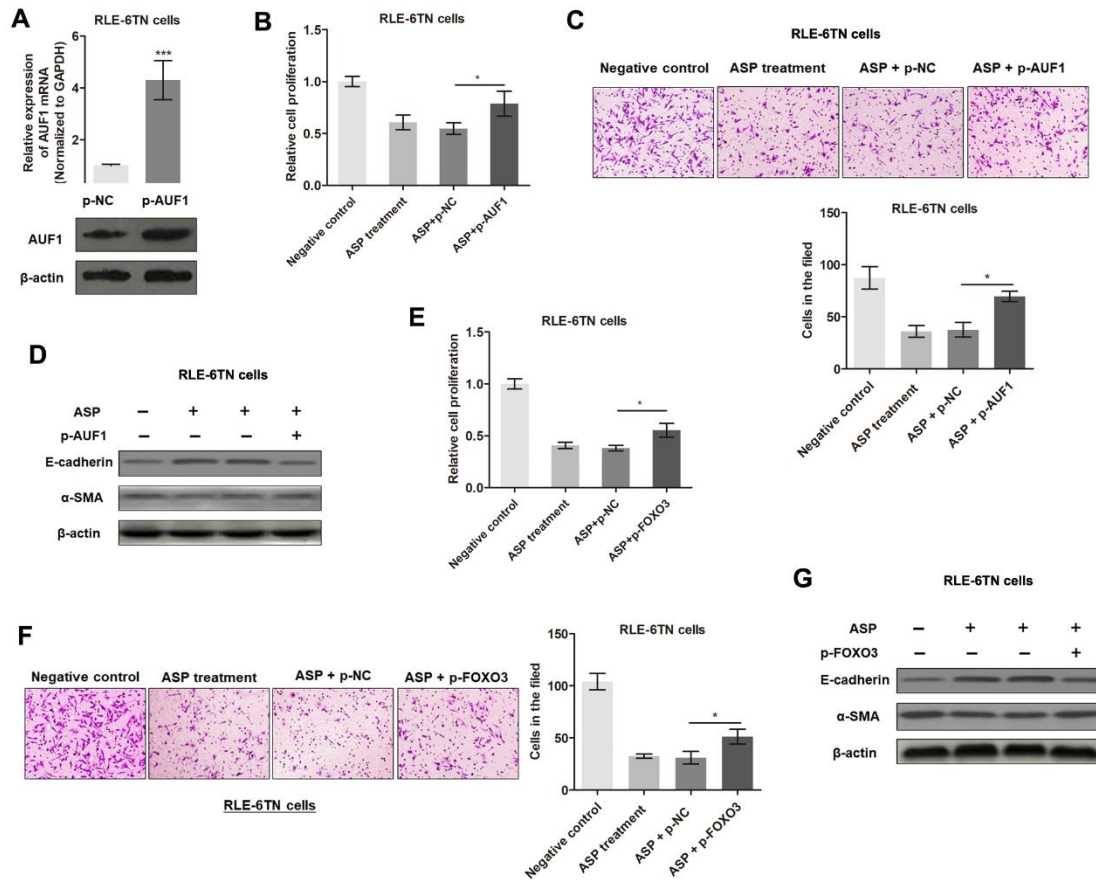 A
RLE-6TN cells
Relative expression
of AUF1 mRNA
(Normalized to GAPDH)
6
4
2
***
p-NC p-AUF1
AUF1
β-actin
B
RLE-6TN cells
Relative cell proliferation
1.5
1.0
0.5
0.0
*
Negative control
ASP treatment
ASP+p-NC
ASP+p-AUF1
C
RLE-6TN cells
Negative control ASP treatment ASP + p-NC ASP + p-AUF1
RLE-6TN cells
Cells in the filed
150
100
50
0
*
Negative control
ASP treatment
ASP + p-NC
ASP + p-AUF1
D
RLE-6TN cells
ASP − + + +
p-AUF1 − − − +
E-cadherin
α-SMA
β-actin
E
RLE-6TN cells
Relative cell proliferation
1.5
1.0
0.5
0.0
*
Negative control
ASP treatment
ASP+p-NC
ASP+p-FOXO3
F
Negative control ASP treatment ASP + p-NC ASP + p-FOXO3
RLE-6TN cells
RLE-6TN cells
Cells in the filed
150
100
50
0
*
Negative control
ASP treatment
ASP + p-NC
ASP + p-FOXO3
G
RLE-6TN cells
ASP − + + +
p-FOXO3 − − − +
E-cadherin
α-SMA
β-actin